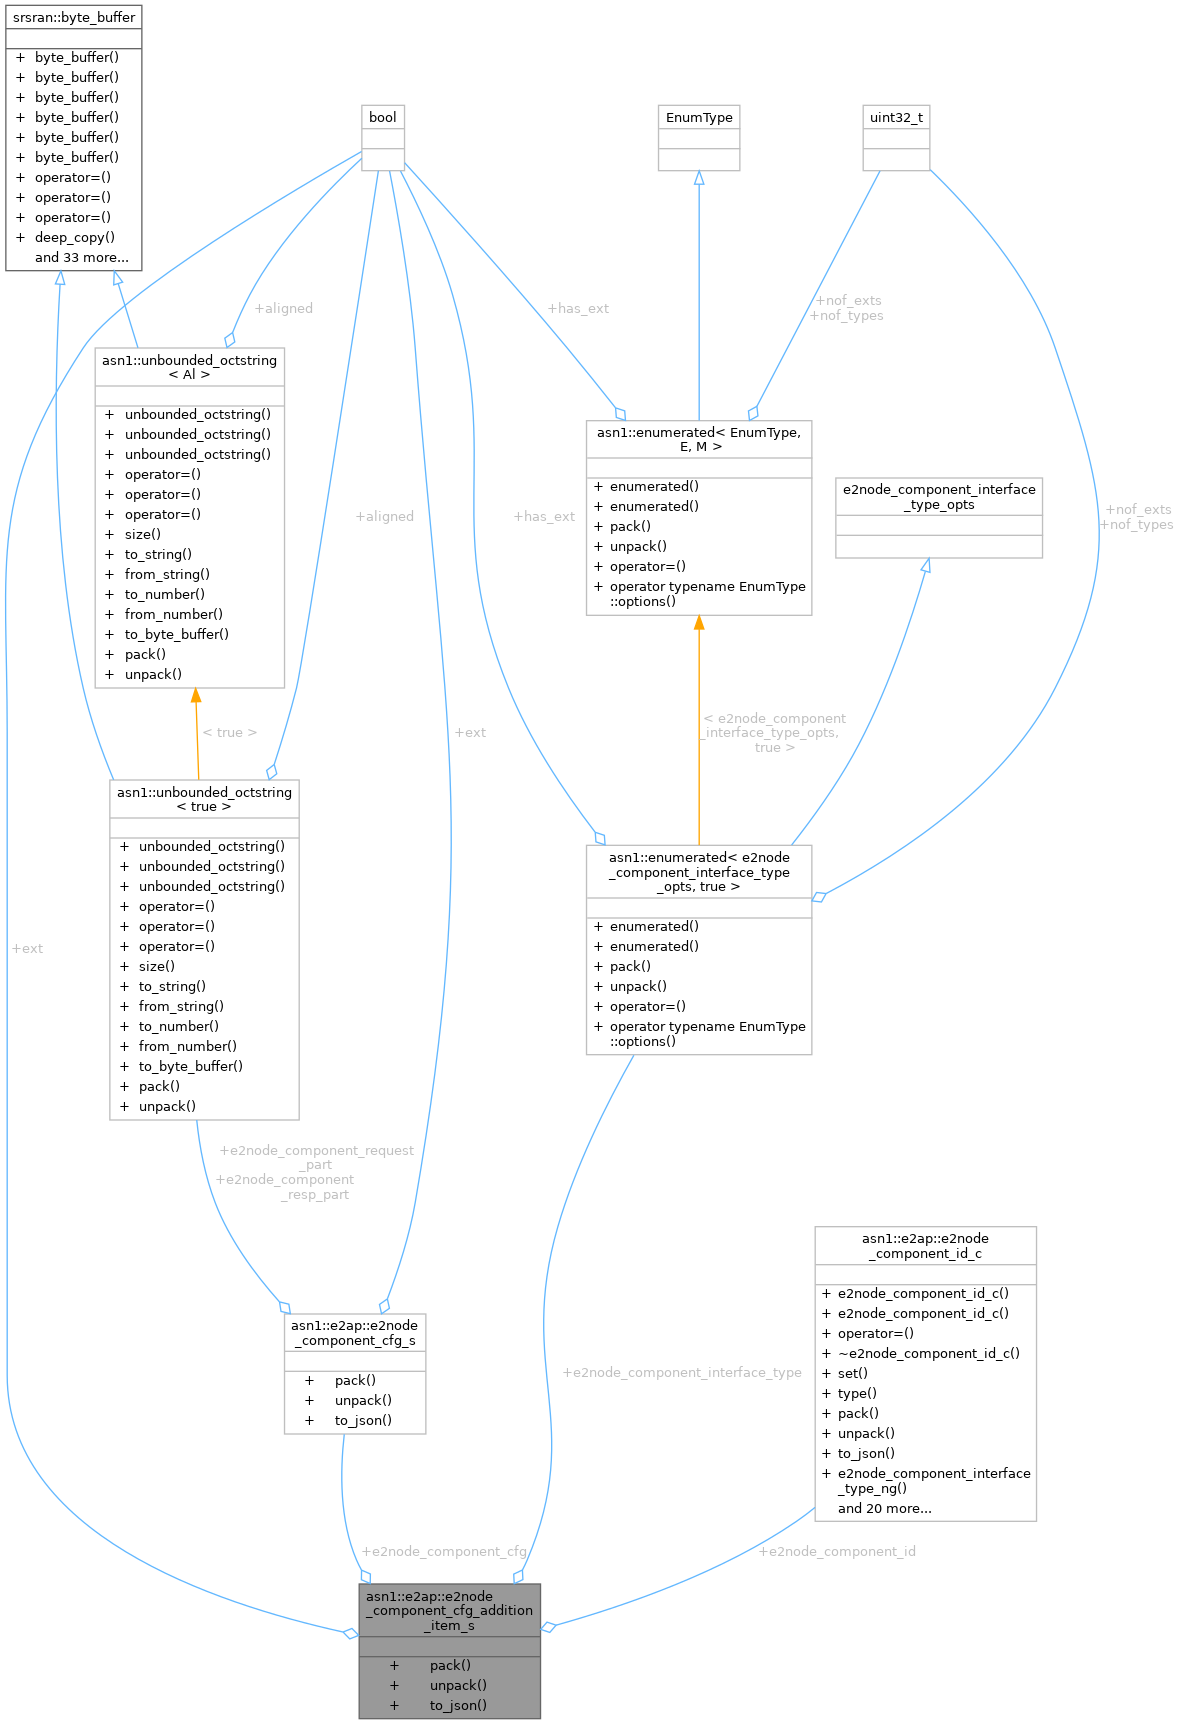 srsran::byte_buffer
+ byte_buffer()
+ byte_buffer()
+ byte_buffer()
+ byte_buffer()
+ byte_buffer()
+ byte_buffer()
+ operator=()
+ operator=()
+ operator=()
+ deep_copy()
and 33 more...
bool
EnumType
uint32_t
+aligned
+has_ext
+nof_exts
+nof_types
asn1::unbounded_octstring
< Al >
+ unbounded_octstring()
+ unbounded_octstring()
+ unbounded_octstring()
+ operator=()
+ operator=()
+ operator=()
+ size()
+ to_string()
+ from_string()
+ to_number()
+ from_number()
+ to_byte_buffer()
+ pack()
+ unpack()
+aligned
+has_ext
asn1::enumerated< EnumType,
E, M >
+ enumerated()
+ enumerated()
+ pack()
+ unpack()
+ operator=()
+ operator typename EnumType
::options()
e2node_component_interface
_type_opts
+nof_exts
+nof_types
< true >
+ext
< e2node_component
_interface_type_opts,
true >
asn1::unbounded_octstring
< true >
+ unbounded_octstring()
+ unbounded_octstring()
+ unbounded_octstring()
+ operator=()
+ operator=()
+ operator=()
+ size()
+ to_string()
+ from_string()
+ to_number()
+ from_number()
+ to_byte_buffer()
+ pack()
+ unpack()
asn1::enumerated< e2node
_component_interface_type
_opts, true >
+ enumerated()
+ enumerated()
+ pack()
+ unpack()
+ operator=()
+ operator typename EnumType
::options()
+ext
+e2node_component_request
_part
+e2node_component
_resp_part
asn1::e2ap::e2node
_component_cfg_s
+ pack()
+ unpack()
+ to_json()
+e2node_component_interface_type
asn1::e2ap::e2node
_component_id_c
+ e2node_component_id_c()
+ e2node_component_id_c()
+ operator=()
+ ~e2node_component_id_c()
+ set()
+ type()
+ pack()
+ unpack()
+ to_json()
+ e2node_component_interface
_type_ng()
and 20 more...
+e2node_component_cfg
+e2node_component_id
asn1::e2ap::e2node
_component_cfg_addition
_item_s
+ pack()
+ unpack()
+ to_json()